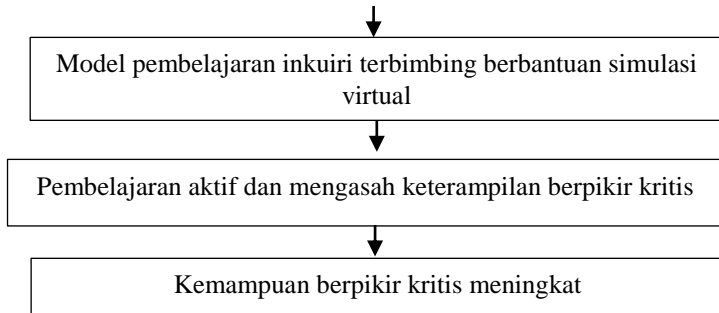 Model pembelajaran inkuiri terbimbing berbantuan simulasi
virtual
Pembelajaran aktif dan mengasah keterampilan berpikir kritis
Kemampuan berpikir kritis meningkat